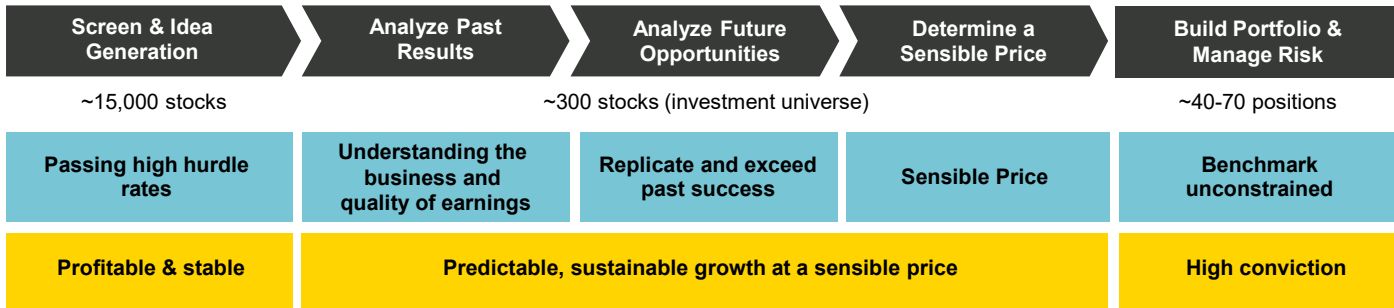 Screen & Idea
Generation
Analyze Past
Results
Analyze Future
Opportunities
Determine a
Sensible Price
Build Portfolio &
Manage Risk
~15,000 stocks
~300 stocks (investment universe)
~40-70 positions
Passing high hurdle
rates
Understanding the
business and
quality of earnings
Replicate and exceed
past success
Sensible Price
Benchmark
unconstrained
Profitable & stable
Predictable, sustainable growth at a sensible price
High conviction